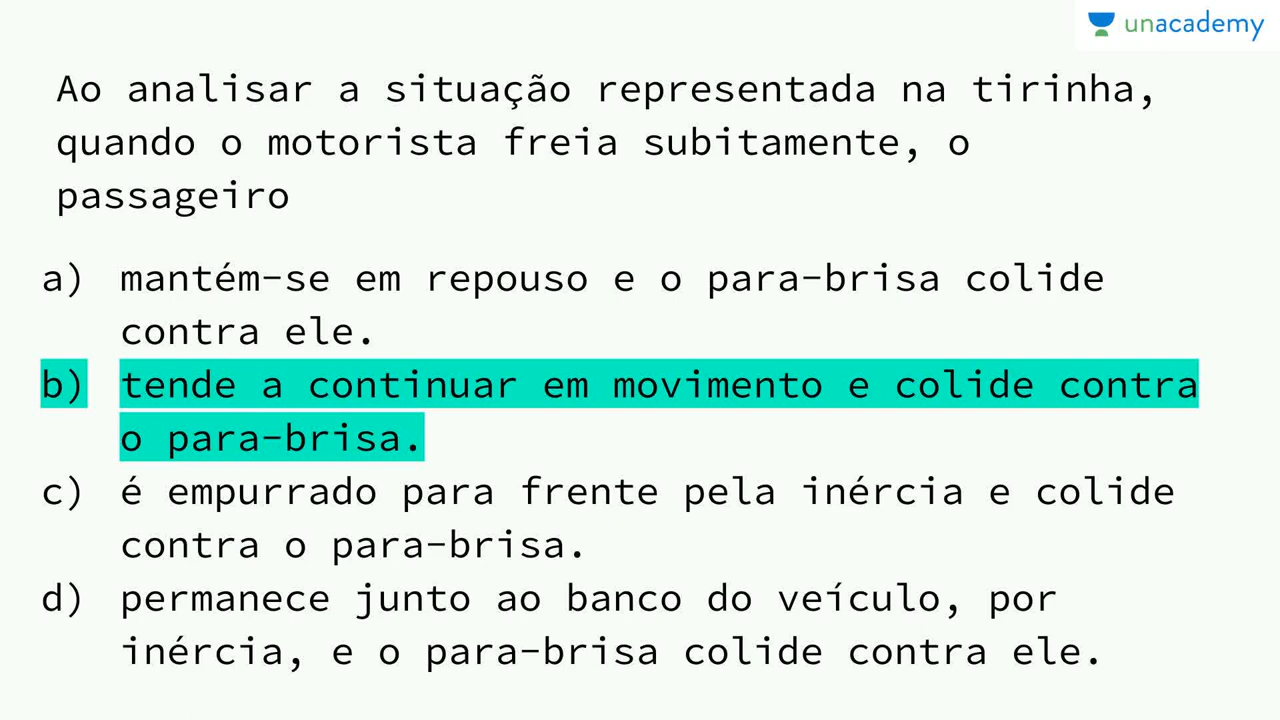 unacademy
Ao analisar a situação representada na tirinha,
quando o motorista freia subitamente, o
passageiro
a) mantém-se em repouso e o para-brisa colide
contra ele.
b) tende a continuar em movimento e colide contra
o para-brisa.
c) é empurrado para frente pela inércia e colide
contra o para-brisa.
d) permanece junto ao banco do veículo, por
inércia, e o para-brisa colide contra ele.